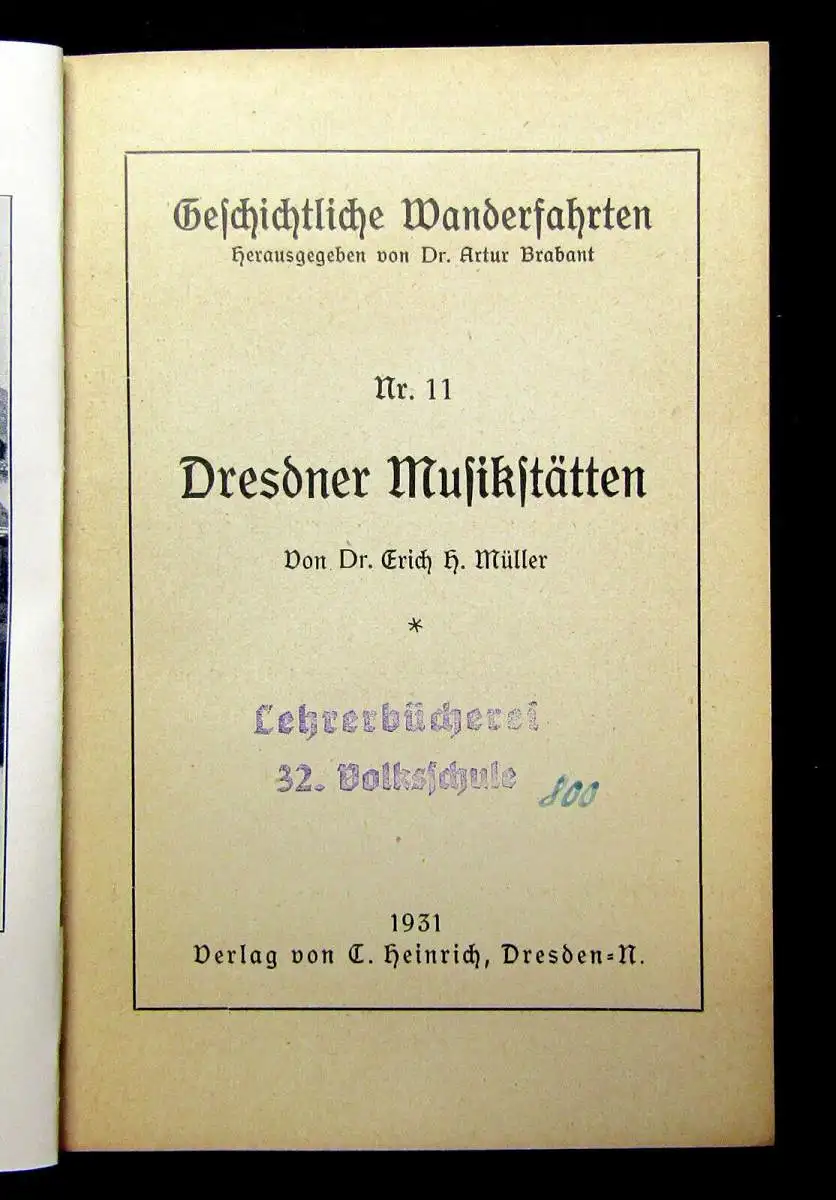 Geſchichtliche Wanderfahrten
Herausgegeben von Dr. Artur Brabant
Nr. 11
Dresdner Muſikſtätten
Von Dr. Erich H. Müller
*
Lehrerbücherei
32. Volksſchule
800
1931
Verlag von C. Heinrich, Dresden-N.